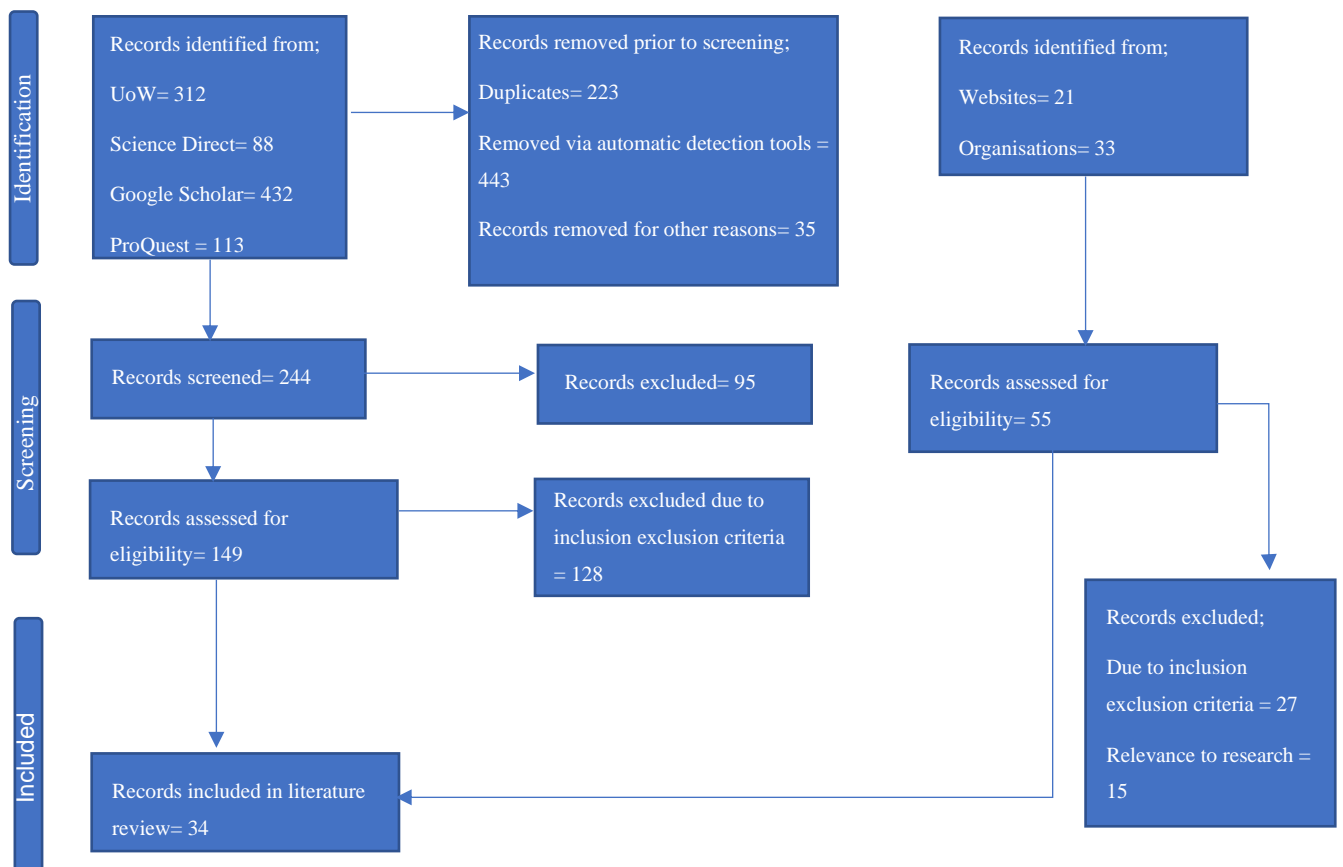 Identification
Records identified from;
UoW= 312
Science Direct= 88
Google Scholar= 432
ProQuest = 113
Records removed prior to screening;
Duplicates= 223
Removed via automatic detection tools =
443
Records removed for other reasons= 35
Records identified from;
Websites= 21
Organisations= 33
Screening
Records screened= 244
Records excluded= 95
Records assessed for
eligibility= 55
Records assessed for
eligibility= 149
Records excluded due to
inclusion exclusion criteria
= 128
Records excluded;
Due to inclusion
exclusion criteria = 27
Relevance to research =
15
Included
Records included in literature
review= 34